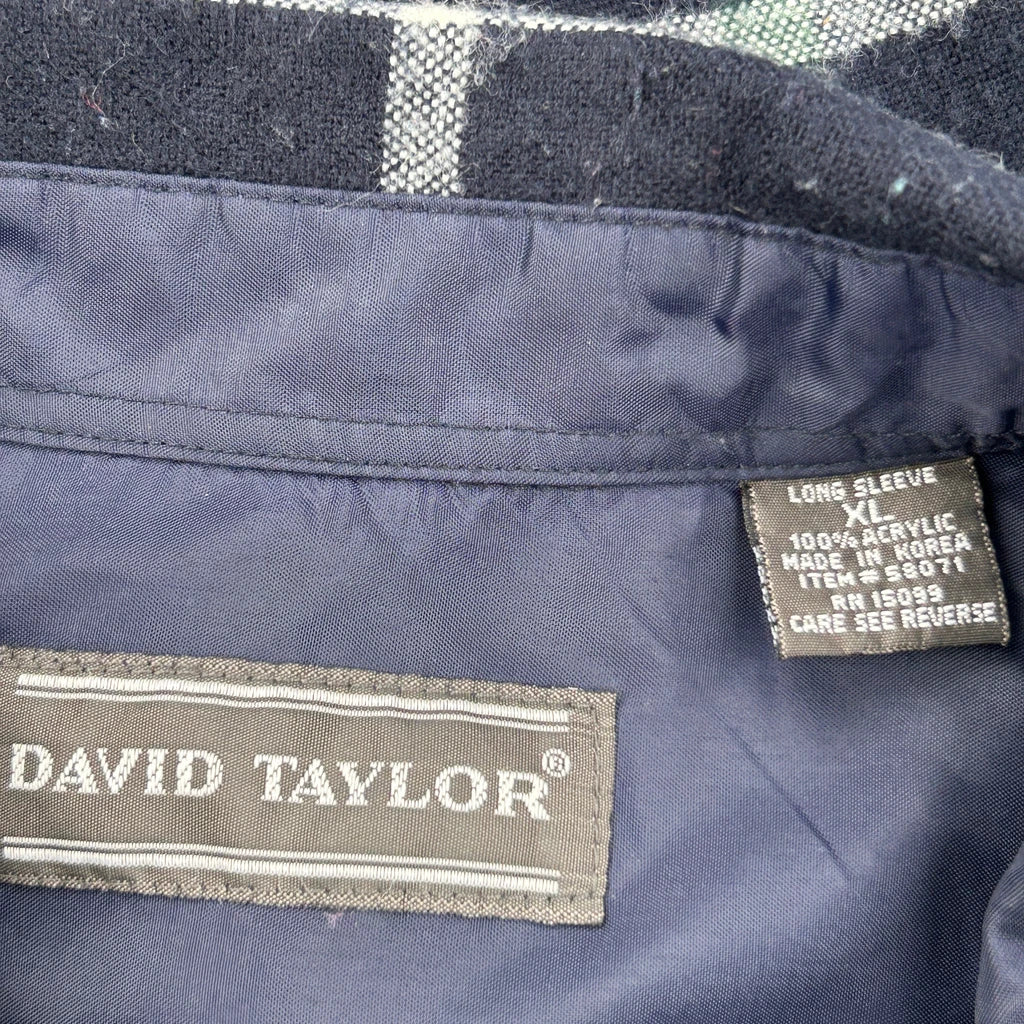 LONG SLEEVE
XL
100% ACRYLIC
MADE IN KOREA
ITEM # 58071
RN 15099
CARE SEE REVERSE
DAVID TAYLOR®